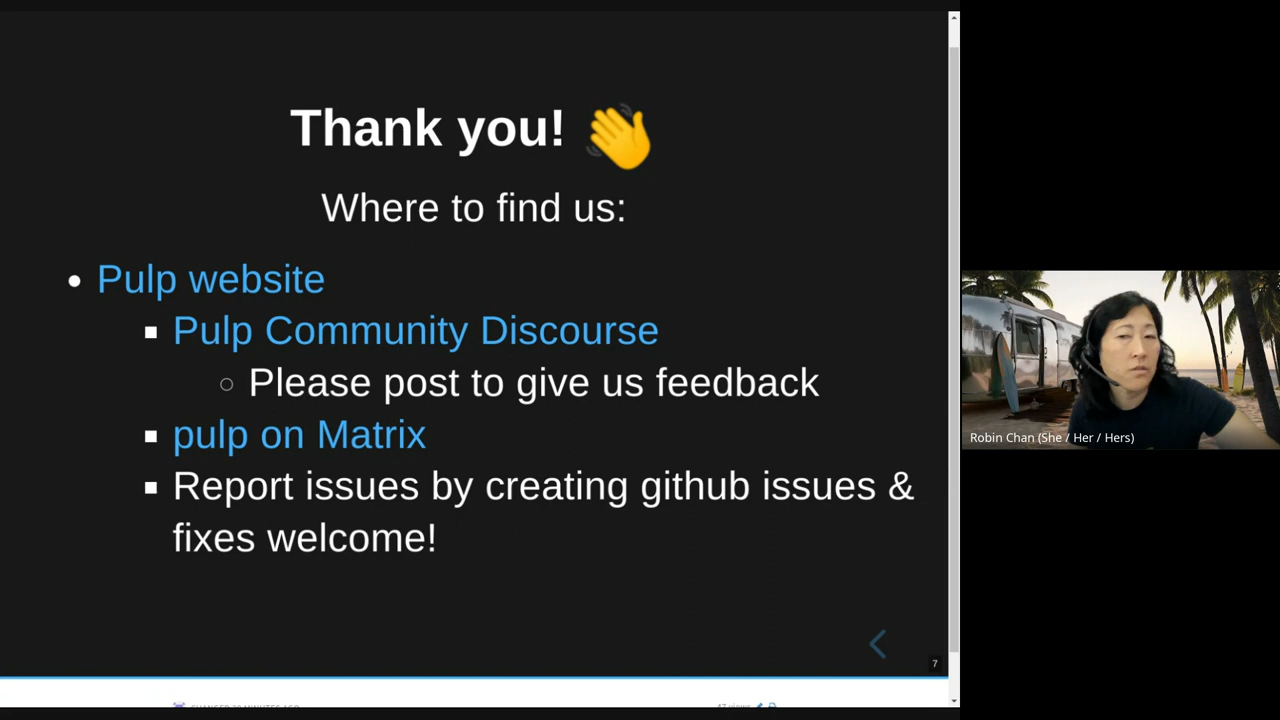 Thank you! 👋
Where to find us:
Pulp website
Pulp Community Discourse
Please post to give us feedback
pulp on Matrix
Report issues by creating github issues &
fixes welcome!
7
Robin Chan (She / Her / Hers)